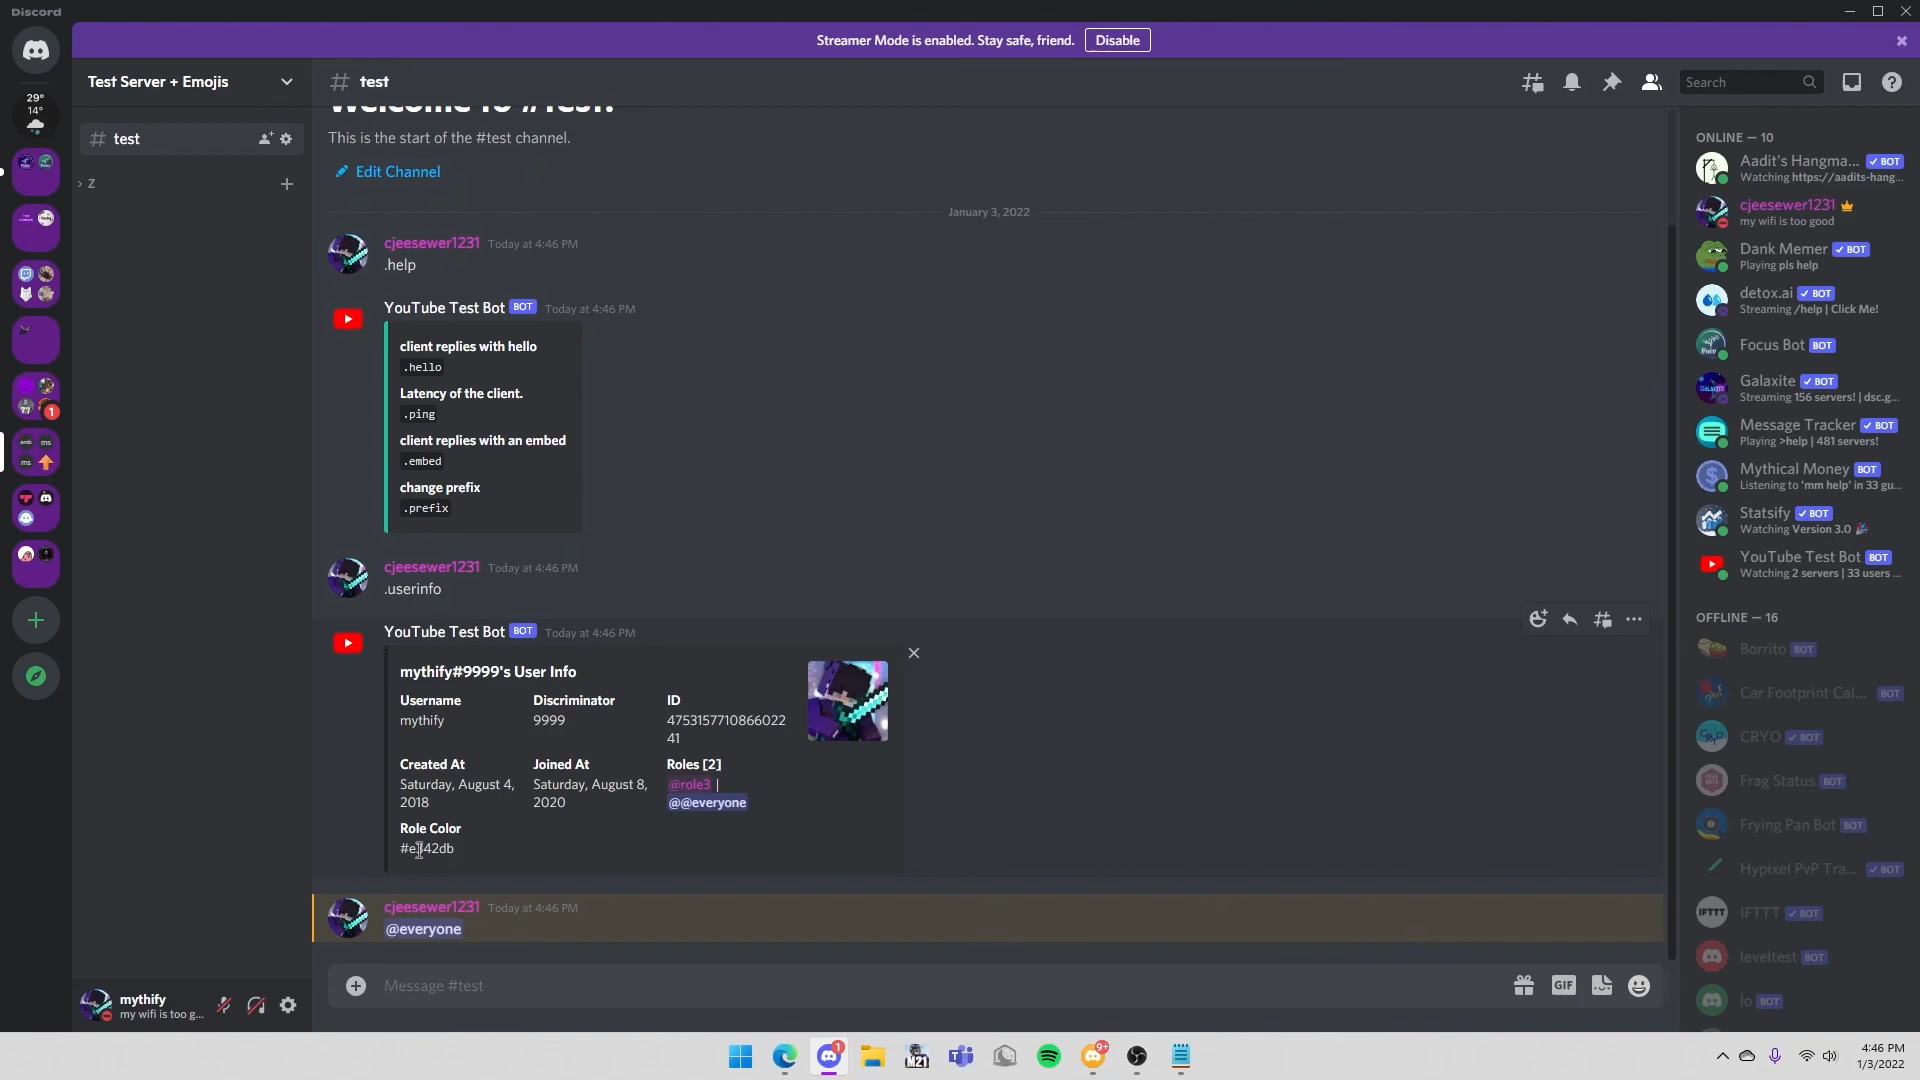 Discord
Streamer Mode is enabled. Stay safe, friend.
Disable
Test Server + Emojis
test
Search
29°
14°
test
Z
1
Welcome to #test!
This is the start of the #test channel.
Edit Channel
January 3, 2022
cjeesewer1231 Today at 4:46 PM
.help
YouTube Test Bot BOT Today at 4:46 PM
client replies with hello
.hello
Latency of the client.
.ping
client replies with an embed
.embed
change prefix
.prefix
cjeesewer1231 Today at 4:46 PM
.userinfo
YouTube Test Bot BOT Today at 4:46 PM
mythify#9999's User Info
Username Discriminator ID
mythify 9999 4753157710866022
41
Created At Joined At Roles [2]
Saturday, August 4, Saturday, August 8, @role3 |
2018 2020 @@everyone
Role Color
42db
cjeesewer1231 Today at 4:46 PM
@everyone
Message #test
GIF
ONLINE — 10
Aadit's Hangma... BOT
Watching https://aadits-hang...
cjeesewer1231
my wifi is too good
Dank Memer BOT
Playing pls help
detox.ai BOT
Streaming /help | Click Me!
Focus Bot BOT
Galaxite BOT
Streaming 156 servers! | dsc.g...
Message Tracker BOT
Playing >help | 481 servers!
Mythical Money BOT
Listening to 'mm help' in 33 gu...
Statsify BOT
Watching Version 3.0
YouTube Test Bot BOT
Watching 2 servers | 33 users ...
OFFLINE — 16
Borrito BOT
Car Footprint Cal... BOT
CRYO BOT
Frag Status BOT
Frying Pan Bot BOT
Hypixel PvP Tra... BOT
IFTTT BOT
leveltest BOT
lo BOT
mythify
my wifi is too g...
1
M21
9+
4:46 PM
1/3/2022